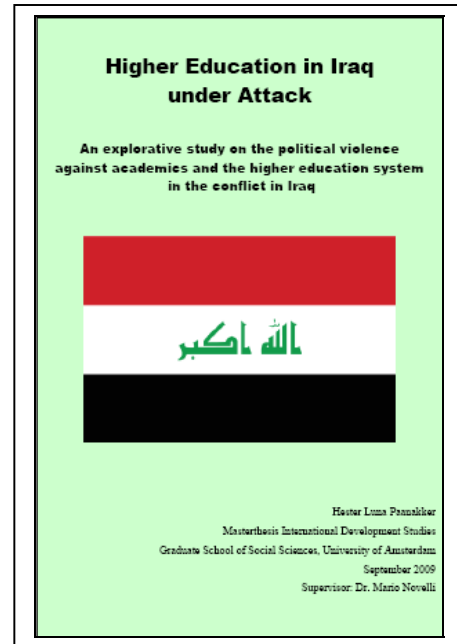 Higher Education in Iraq
under Attack
An explorative study on the political violence
against academics and the higher education system
in the conflict in Iraq
الله اكبر
Hester Luna Paanakker
Masterthesis International Development Studies
Graduate School of Social Sciences, University of Amsterdam
September 2009
Supervisor: Dr. Mario Novelli